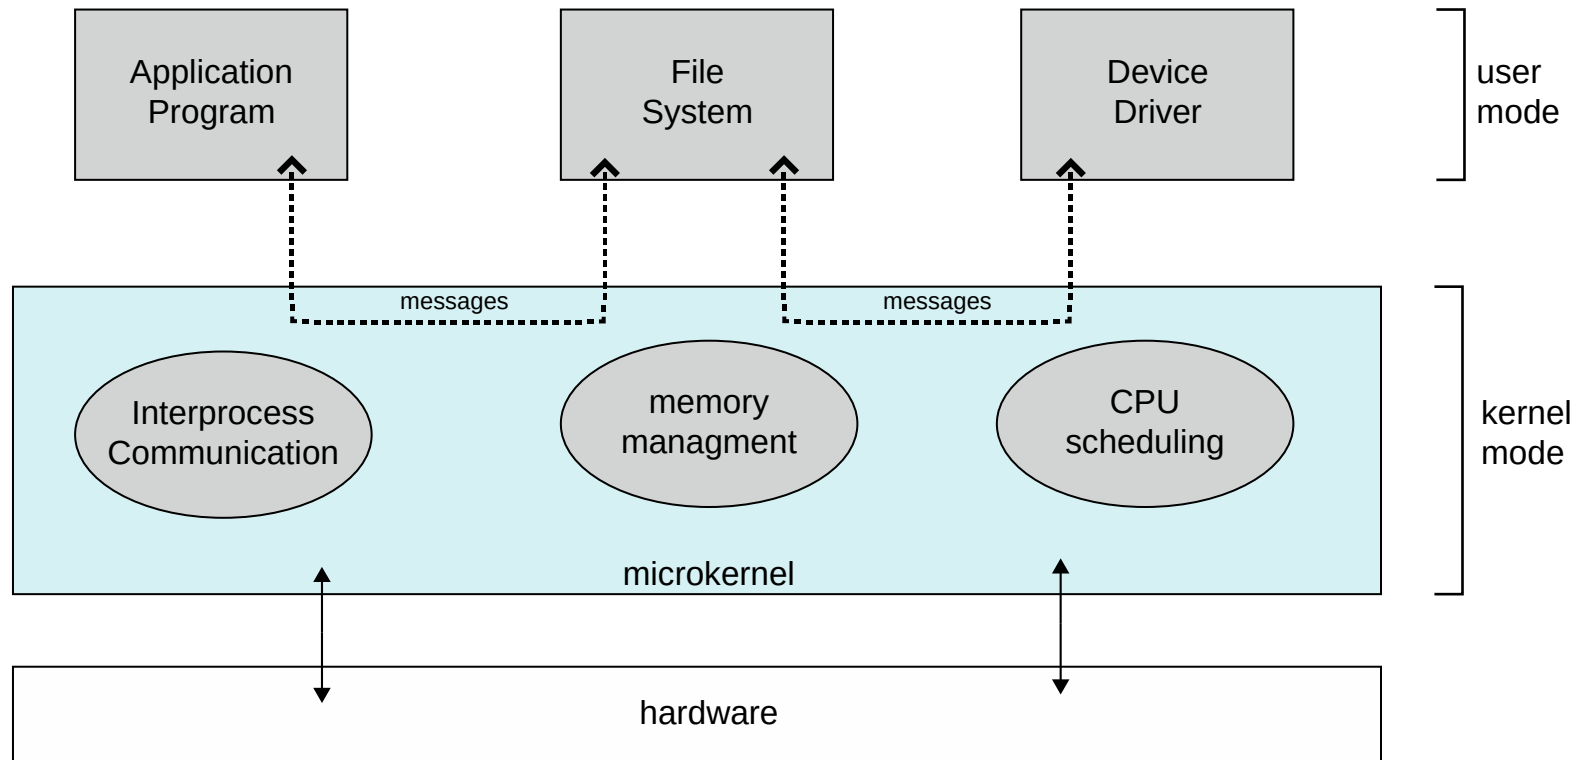 Application
Program
File
System
Device
Driver
user
mode
messages
messages
Interprocess
Communication
memory
managment
CPU
scheduling
kernel
mode
microkernel
hardware